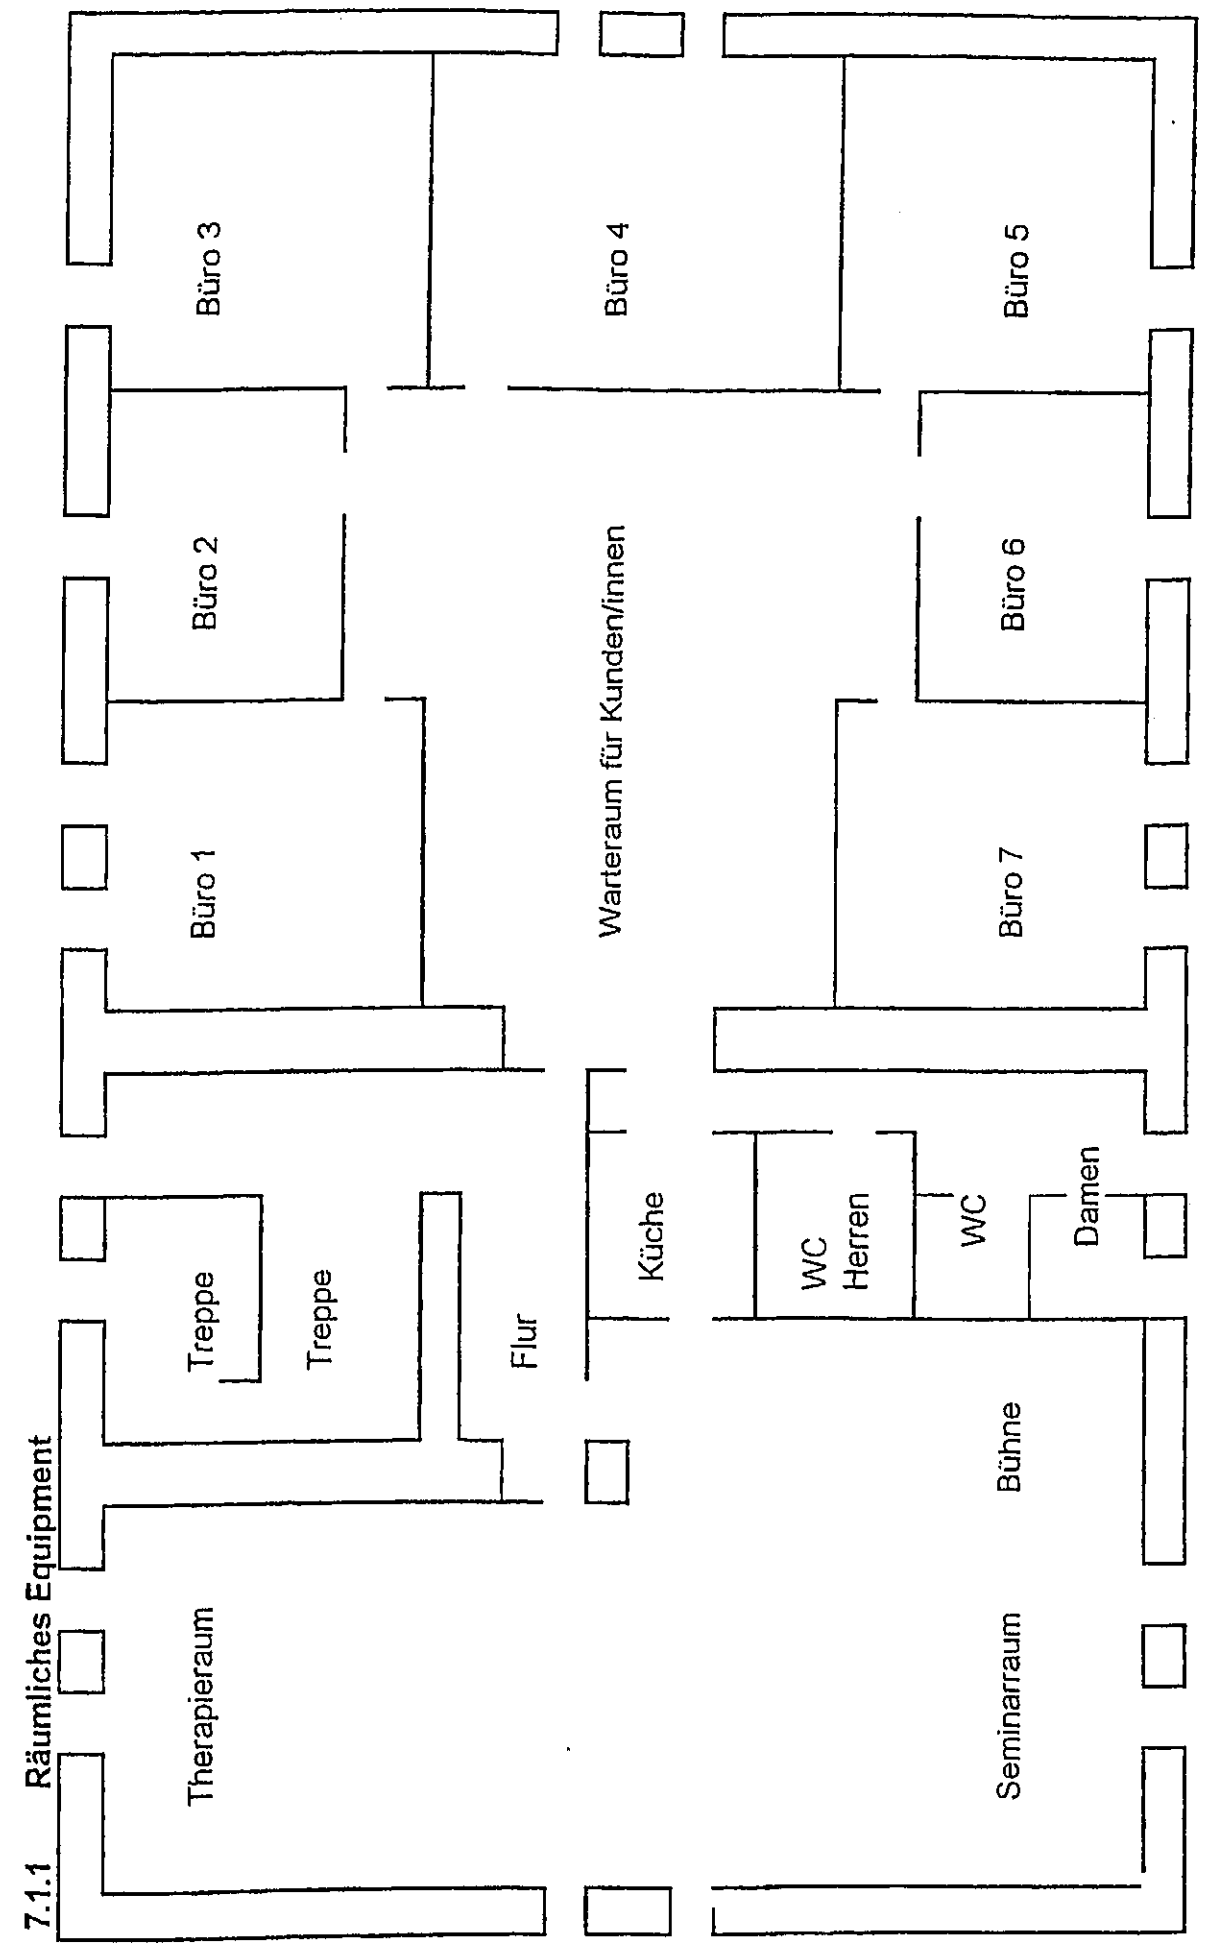 7.1.1 Räumliches Equipment
Therapieraum
Treppe
Treppe
Flur
Büro 1
Büro 2
Büro 3
Büro 4
Warteraum für Kunden/innen
Küche
WC
Herren
WC
Damen
Bühne
Seminarraum
Büro 7
Büro 6
Büro 5